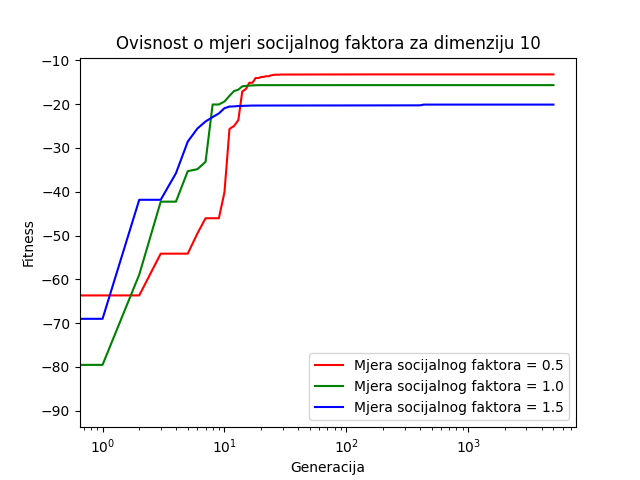 Ovisnost o mjeri socijalnog faktora za dimenziju 10
−10
−20
−30
−40
−50
−60
−70
−80
−90
Fitness
10⁰ 10¹ 10² 10³
Generacija
Mjera socijalnog faktora = 0.5
Mjera socijalnog faktora = 1.0
Mjera socijalnog faktora = 1.5